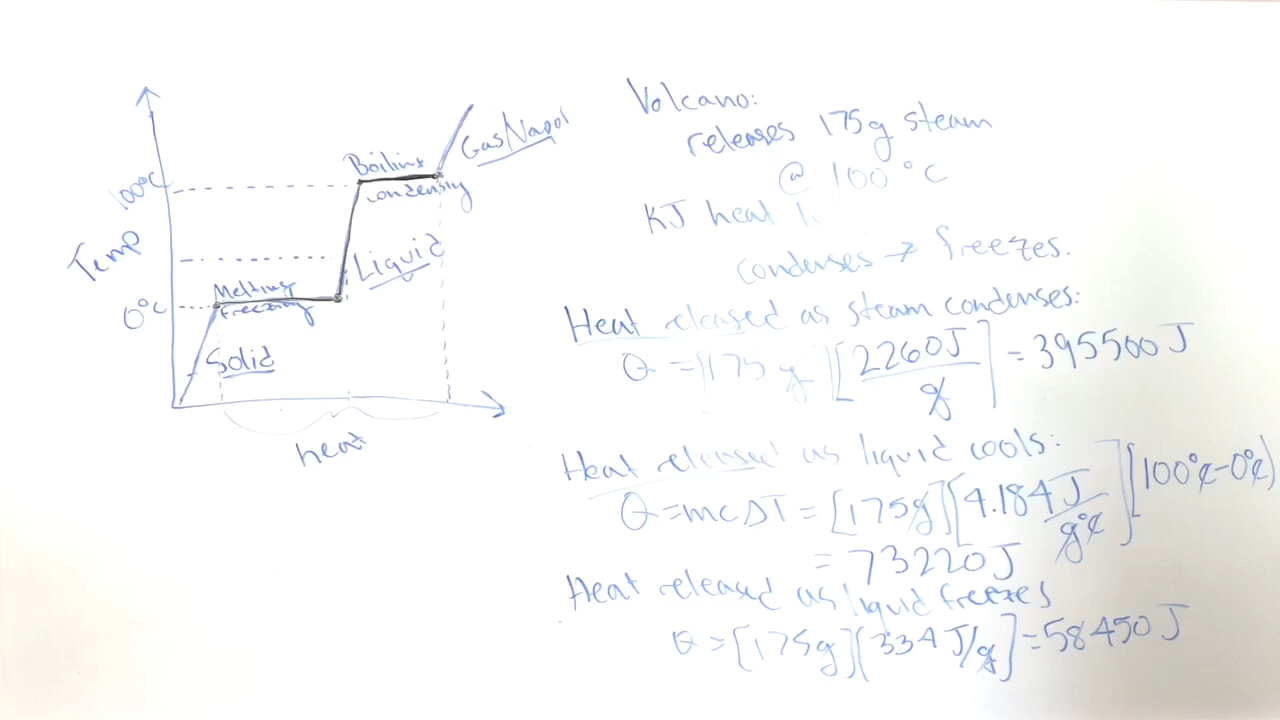 100°C
Temp
0°C
Boiling
Condensing
Gas/Vapor
Liquid
Melting
freezing
Solid
heat
Volcano:
releases 175g steam
@ 100°C
KJ heat
condenses → freezes.
Heat released as steam condenses:
Q = [175 g] [2260J/g] = 395500 J
Heat released as liquid cools:
Q = mcΔT = [175g] [4.184 J/g°C] [100°C-0°C)
= 73220J
Heat released as liquid freezes
Q = [175g] [334 J/g] = 58450 J